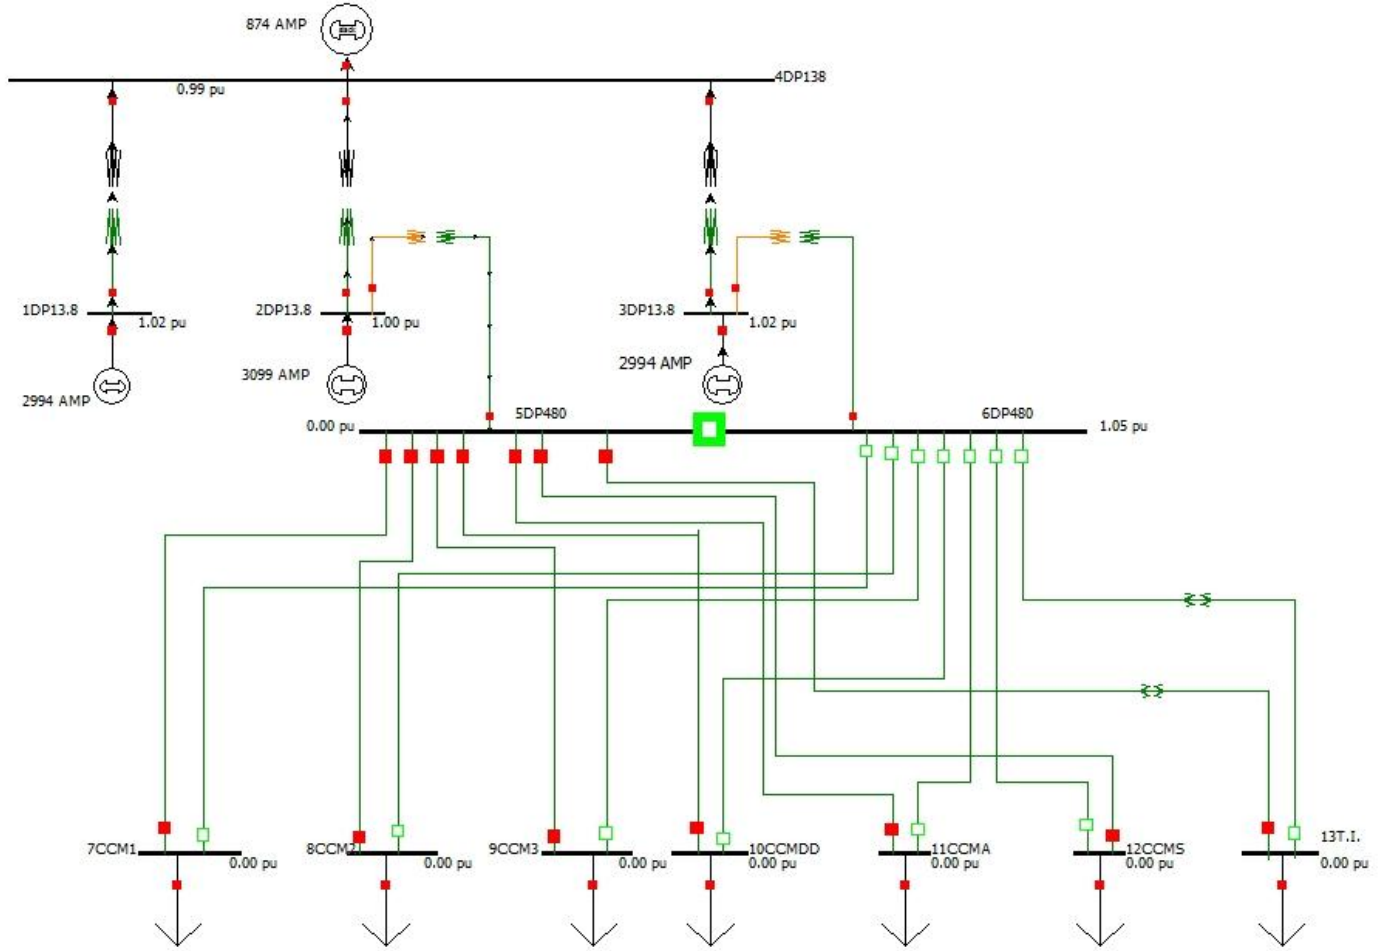 874 AMP
4DP138
0.99 pu
1DP13.8
1.02 pu
2DP13.8
1.00 pu
3DP13.8
1.02 pu
2994 AMP
3099 AMP
2994 AMP
0.00 pu
5DP480
6DP480
1.05 pu
7CCM1
0.00 pu
8CCM2
0.00 pu
9CCM3
0.00 pu
10CCMDD
0.00 pu
11CCMA
0.00 pu
12CCMS
0.00 pu
13T.I.
0.00 pu